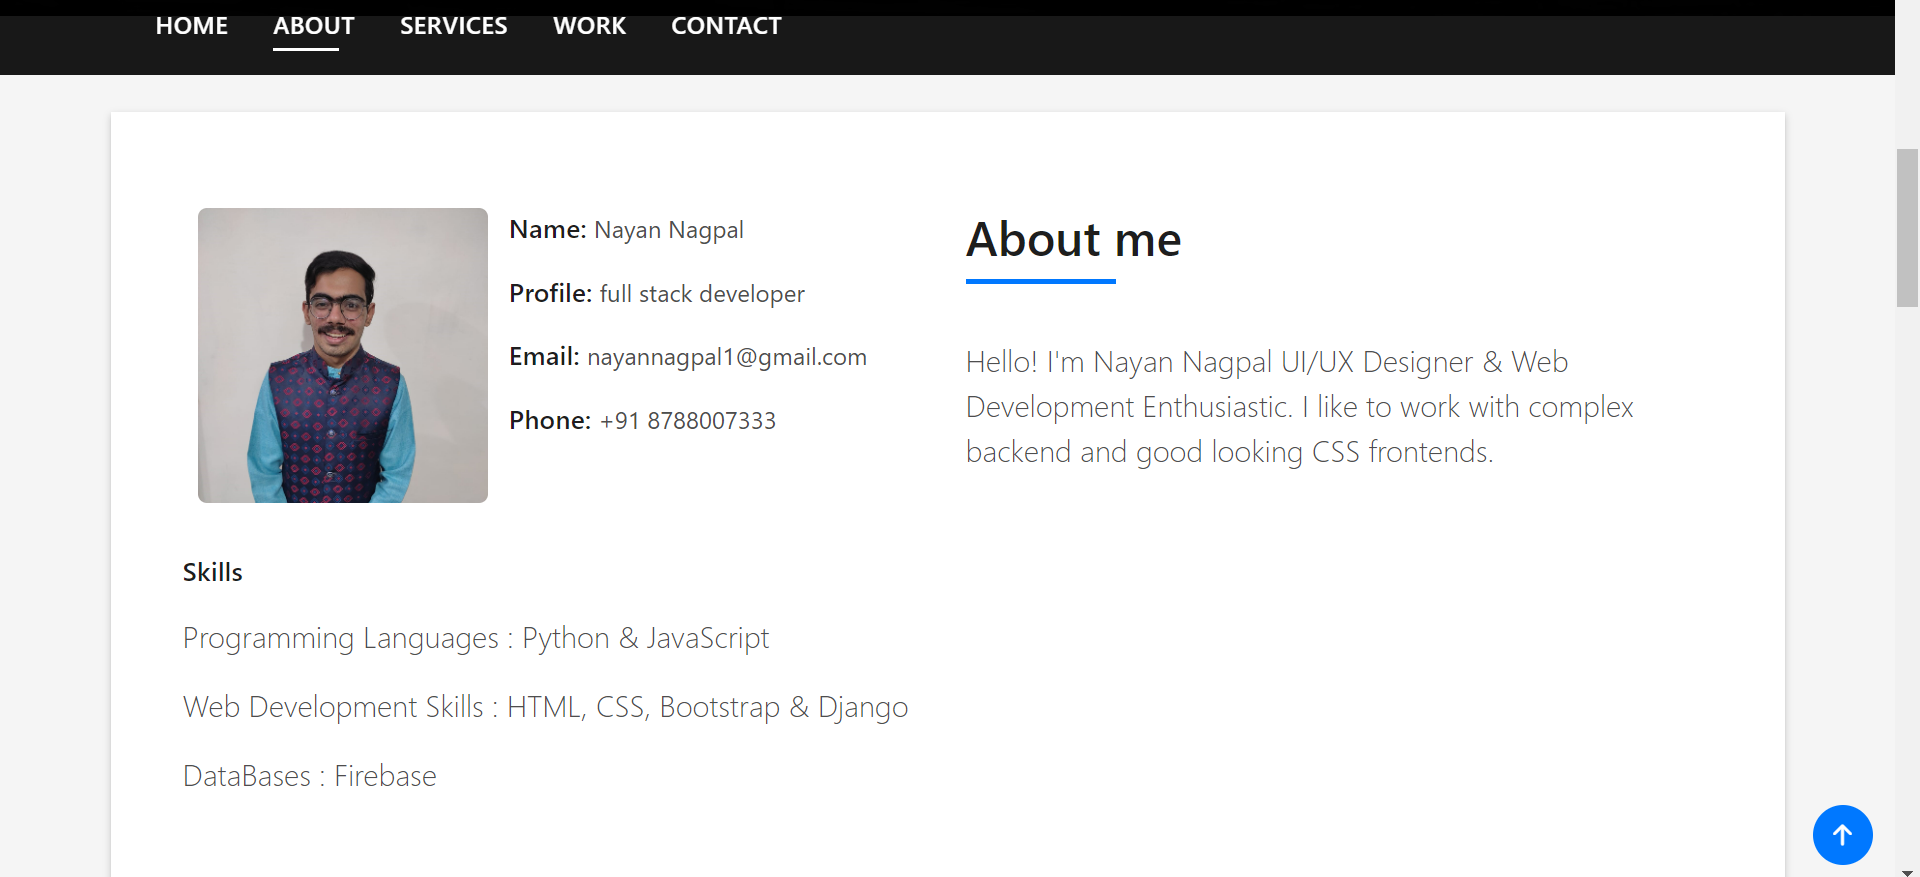 HOME ABOUT SERVICES WORK CONTACT
Name: Nayan Nagpal
Profile: full stack developer
Email: nayannagpal1@gmail.com
Phone: +91 8788007333
About me
Hello! I'm Nayan Nagpal UI/UX Designer & Web
Development Enthusiastic. I like to work with complex
backend and good looking CSS frontends.
Skills
Programming Languages : Python & JavaScript
Web Development Skills : HTML, CSS, Bootstrap & Django
DataBases : Firebase